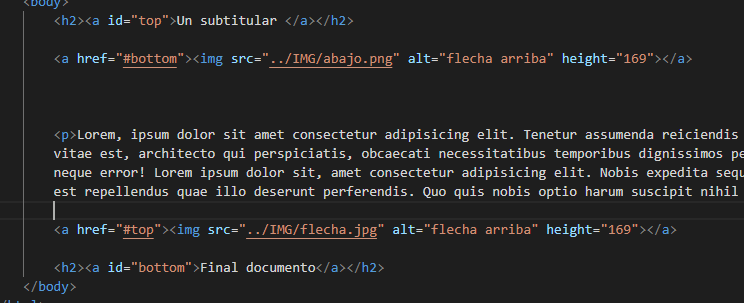 <body>
<h2><a id="top">Un subtitular </a></h2>
<a href="#bottom"><img src="../IMG/abajo.png" alt="flecha arriba" height="169"></a>
<p>Lorem, ipsum dolor sit amet consectetur adipisicing elit. Tenetur assumenda reiciendis
vitae est, architecto qui perspiciatis, obcaecati necessitatibus temporibus dignissimos pe
neque error! Lorem ipsum dolor sit, amet consectetur adipisicing elit. Nobis expedita sequ
est repellendus quae illo deserunt perferendis. Quo quis nobis optio harum suscipit nihil
<a href="#top"><img src="../IMG/flecha.jpg" alt="flecha arriba" height="169"></a>
<h2><a id="bottom">Final documento</a></h2>
</body>